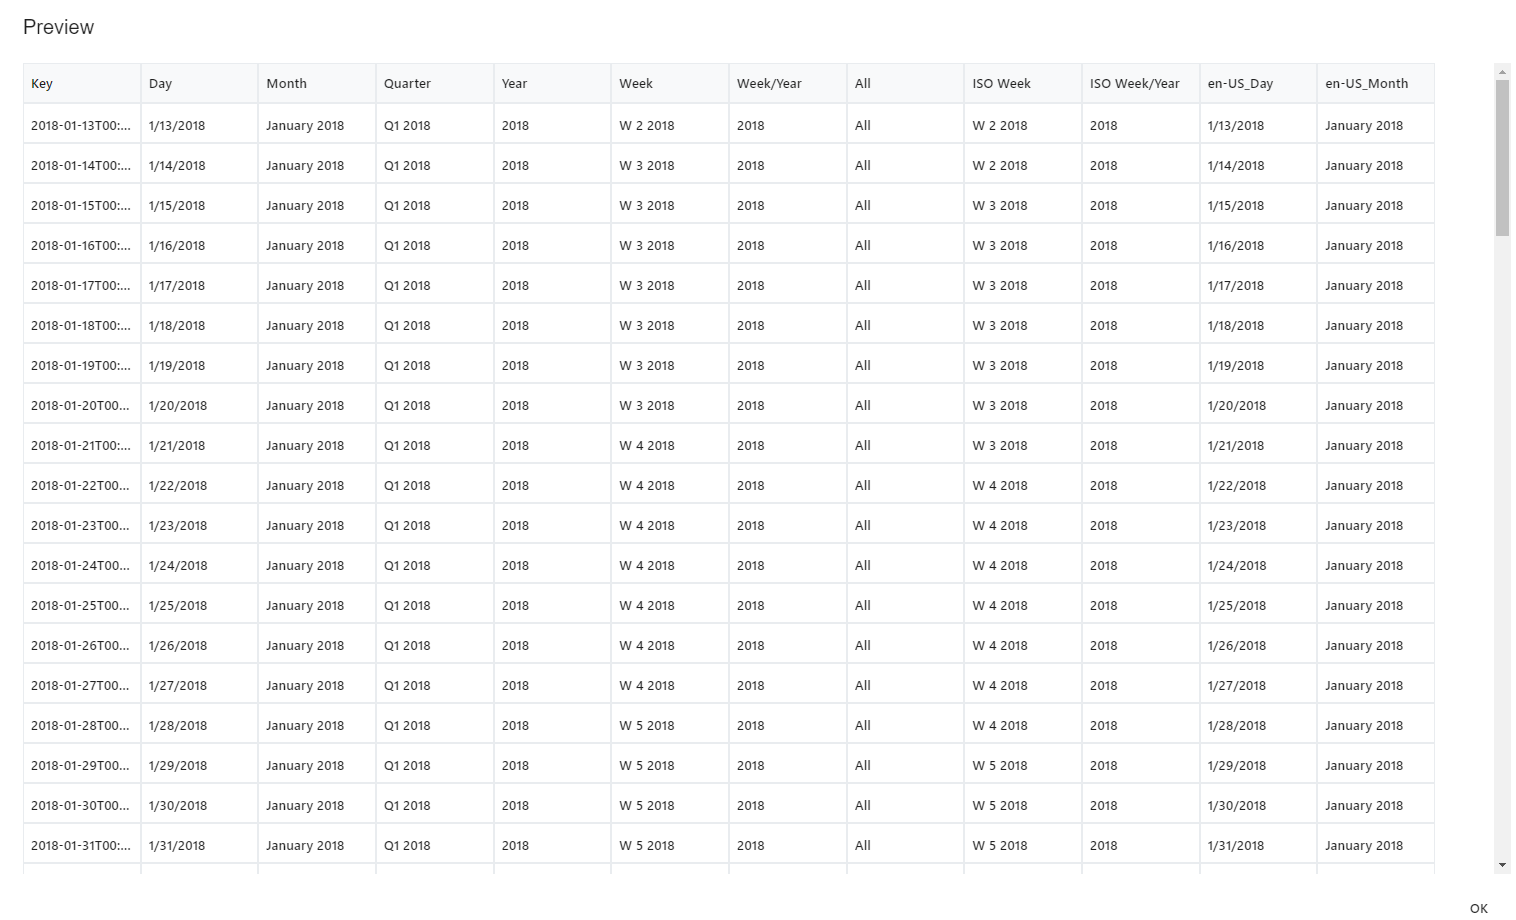 Preview
Key Day Month Quarter Year Week Week/Year All ISO Week ISO Week/Year en-US_Day en-US_Month
2018-01-13T00:... 1/13/2018 January 2018 Q1 2018 2018 W 2 2018 2018 All W 2 2018 2018 1/13/2018 January 2018
2018-01-14T00:... 1/14/2018 January 2018 Q1 2018 2018 W 3 2018 2018 All W 2 2018 2018 1/14/2018 January 2018
2018-01-15T00:... 1/15/2018 January 2018 Q1 2018 2018 W 3 2018 2018 All W 3 2018 2018 1/15/2018 January 2018
2018-01-16T00:... 1/16/2018 January 2018 Q1 2018 2018 W 3 2018 2018 All W 3 2018 2018 1/16/2018 January 2018
2018-01-17T00:... 1/17/2018 January 2018 Q1 2018 2018 W 3 2018 2018 All W 3 2018 2018 1/17/2018 January 2018
2018-01-18T00:... 1/18/2018 January 2018 Q1 2018 2018 W 3 2018 2018 All W 3 2018 2018 1/18/2018 January 2018
2018-01-19T00:... 1/19/2018 January 2018 Q1 2018 2018 W 3 2018 2018 All W 3 2018 2018 1/19/2018 January 2018
2018-01-20T00... 1/20/2018 January 2018 Q1 2018 2018 W 3 2018 2018 All W 3 2018 2018 1/20/2018 January 2018
2018-01-21T00:... 1/21/2018 January 2018 Q1 2018 2018 W 4 2018 2018 All W 3 2018 2018 1/21/2018 January 2018
2018-01-22T00... 1/22/2018 January 2018 Q1 2018 2018 W 4 2018 2018 All W 4 2018 2018 1/22/2018 January 2018
2018-01-23T00... 1/23/2018 January 2018 Q1 2018 2018 W 4 2018 2018 All W 4 2018 2018 1/23/2018 January 2018
2018-01-24T00... 1/24/2018 January 2018 Q1 2018 2018 W 4 2018 2018 All W 4 2018 2018 1/24/2018 January 2018
2018-01-25T00... 1/25/2018 January 2018 Q1 2018 2018 W 4 2018 2018 All W 4 2018 2018 1/25/2018 January 2018
2018-01-26T00... 1/26/2018 January 2018 Q1 2018 2018 W 4 2018 2018 All W 4 2018 2018 1/26/2018 January 2018
2018-01-27T00... 1/27/2018 January 2018 Q1 2018 2018 W 4 2018 2018 All W 4 2018 2018 1/27/2018 January 2018
2018-01-28T00... 1/28/2018 January 2018 Q1 2018 2018 W 5 2018 2018 All W 4 2018 2018 1/28/2018 January 2018
2018-01-29T00... 1/29/2018 January 2018 Q1 2018 2018 W 5 2018 2018 All W 5 2018 2018 1/29/2018 January 2018
2018-01-30T00... 1/30/2018 January 2018 Q1 2018 2018 W 5 2018 2018 All W 5 2018 2018 1/30/2018 January 2018
2018-01-31T00:... 1/31/2018 January 2018 Q1 2018 2018 W 5 2018 2018 All W 5 2018 2018 1/31/2018 January 2018
OK